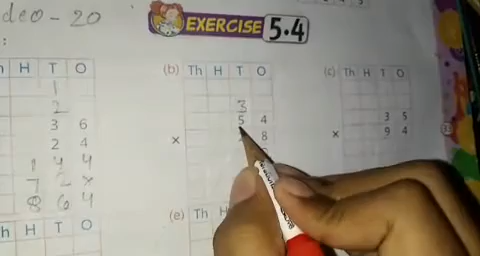 deo - 20
EXERCISE 5.4
h H T O
1
2
3 6
2 4
1 4 4
7 2 x
8 6 4
h H T O
(b) Th H T O
3
5 4
× 8
(e) Th H
(c) Th H T O
3 5
× 9 4